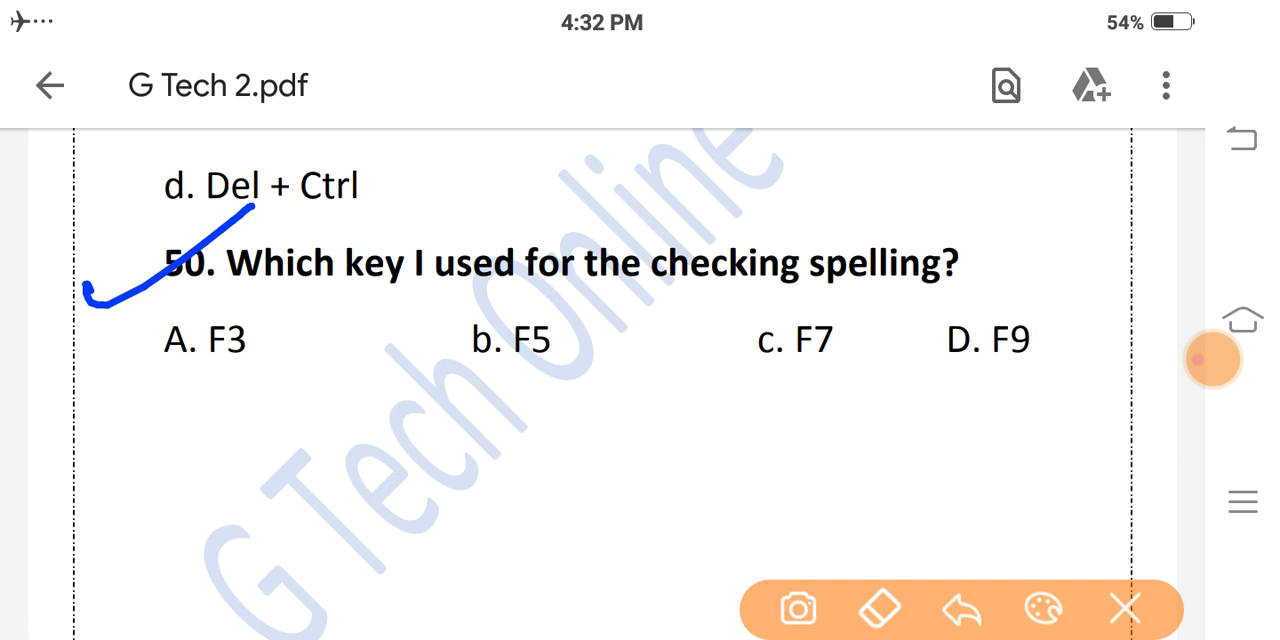 4:32 PM
54%
G Tech 2.pdf
d. Del + Ctrl
50. Which key I used for the checking spelling?
A. F3 b. F5 c. F7 D. F9
G Tech Online